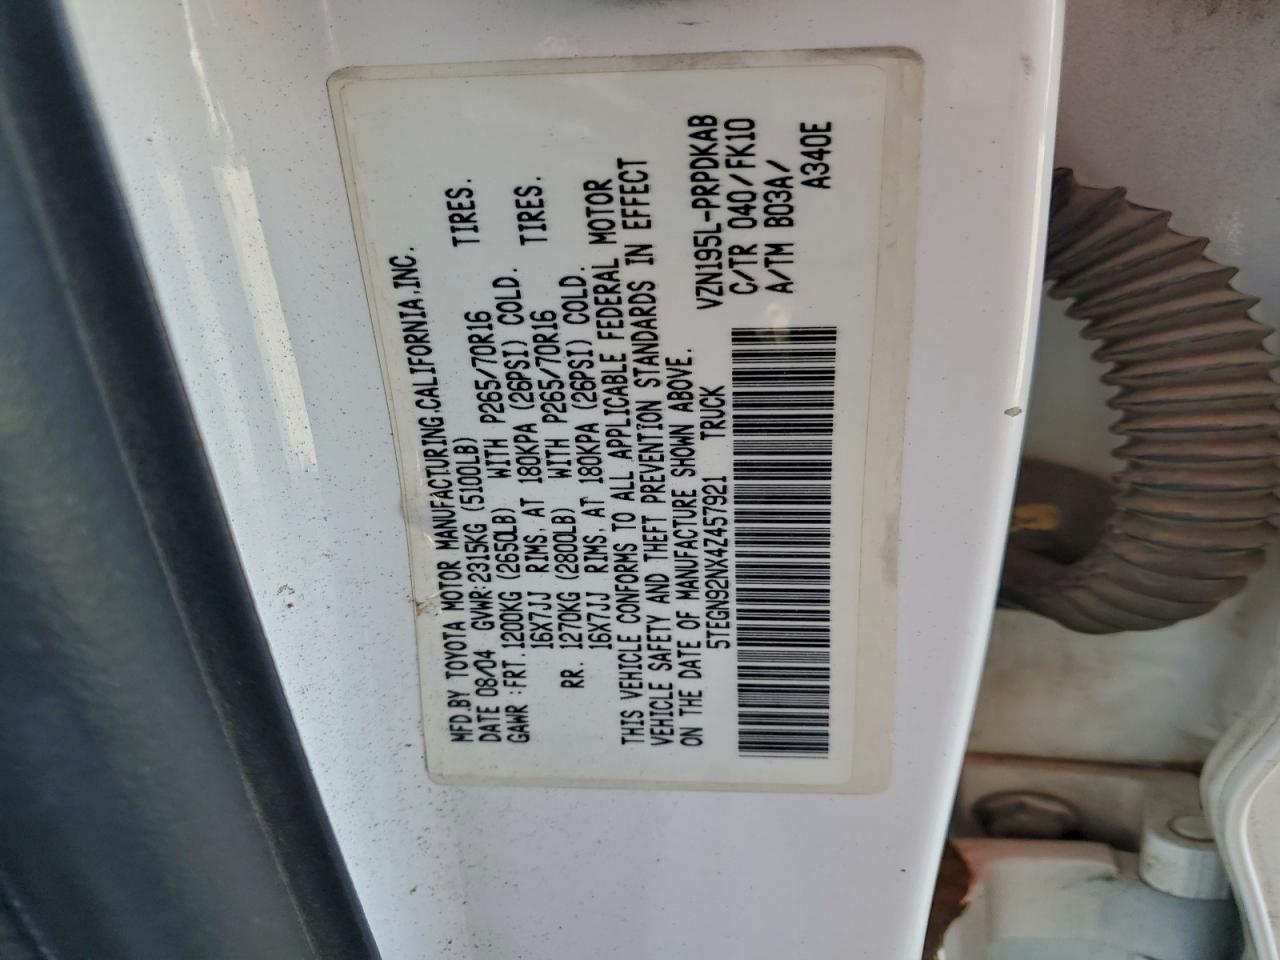 MFD.BY TOYOTA MOTOR MANUFACTURING.CALIFORNIA,INC.
DATE 08/04 GVWR:2315KG (5100LB)
GAWR :FRT.1200KG (2650LB) WITH P265/70R16 TIRES.
16X7JJ RIMS, AT 180KPA (26PSI) COLD.
RR. 1270KG (2800LB) WITH P265/70R16 TIRES.
16X7JJ RIMS, AT 180KPA (26PSI) COLD.
THIS VEHICLE CONFORMS TO ALL APPLICABLE FEDERAL MOTOR
VEHICLE SAFETY AND THEFT PREVENTION STANDARDS IN EFFECT
ON THE DATE OF MANUFACTURE SHOWN ABOVE.
5TEGN92NX4Z457921 TRUCK VZN195L-PRPDKAB
C/TR 040/FK10
A/TM B03A/
A340E